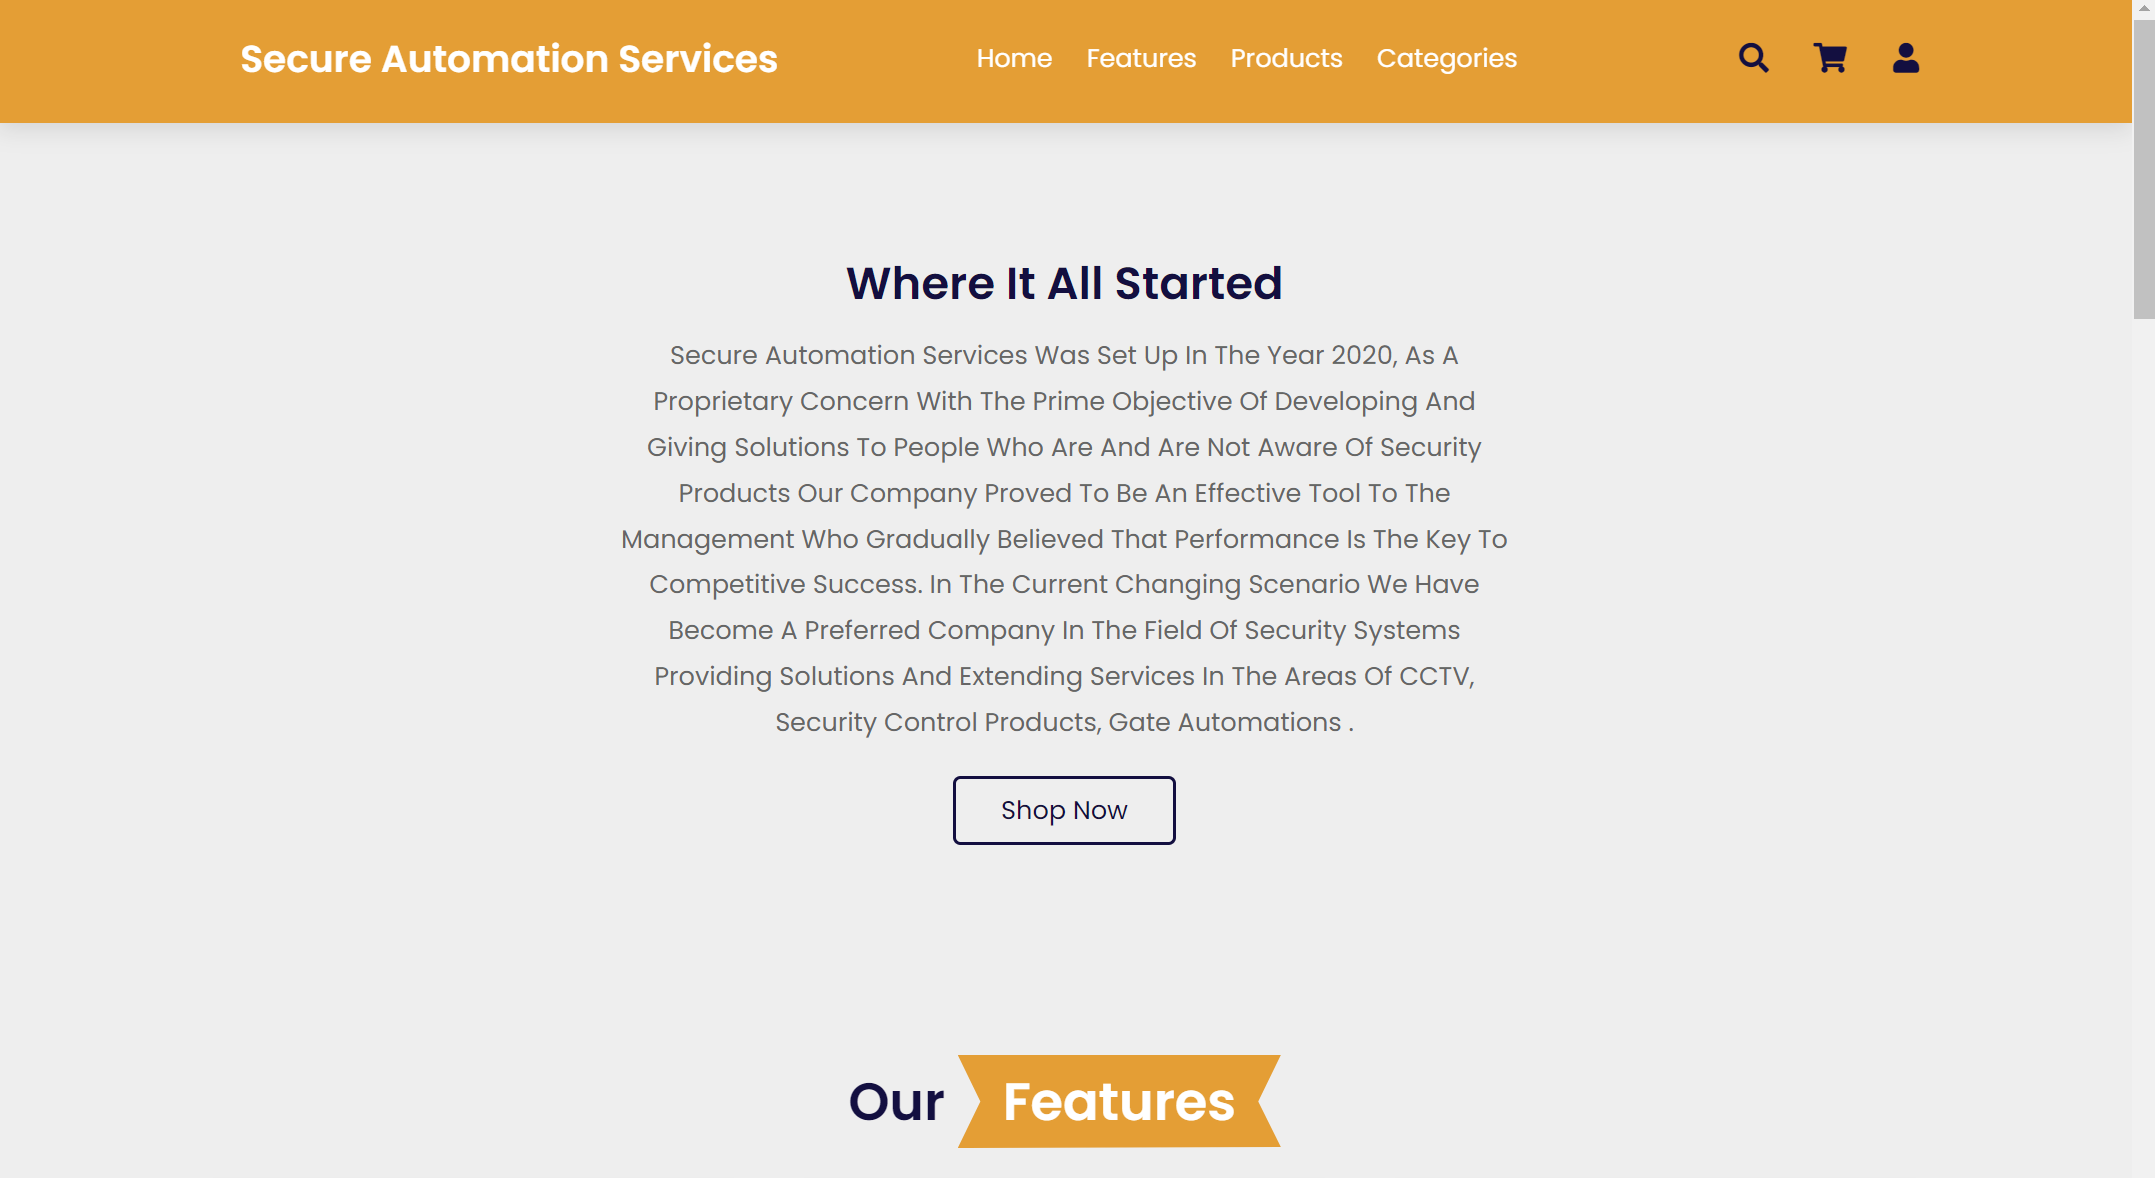 Secure Automation Services
Home Features Products Categories
Where It All Started
Secure Automation Services Was Set Up In The Year 2020, As A
Proprietary Concern With The Prime Objective Of Developing And
Giving Solutions To People Who Are And Are Not Aware Of Security
Products Our Company Proved To Be An Effective Tool To The
Management Who Gradually Believed That Performance Is The Key To
Competitive Success. In The Current Changing Scenario We Have
Become A Preferred Company In The Field Of Security Systems
Providing Solutions And Extending Services In The Areas Of CCTV,
Security Control Products, Gate Automations .
Shop Now
Our Features